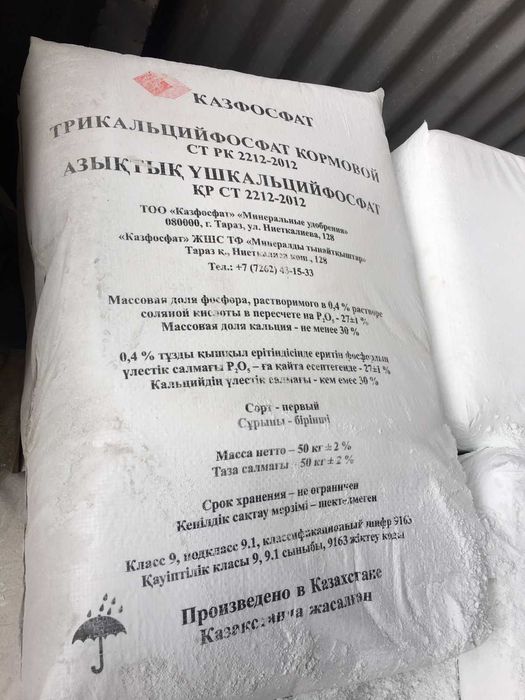 КАЗФОСФАТ
ТРИКАЛЬЦИЙФОСФАТ КОРМОВОЙ
СТ РК 2212-2012
АЗЫҚТЫҚ ҮШКАЛЬЦИЙФОСФАТ
ҚР СТ 2212-2012
ТОО «Казфосфат» «Минеральные удобрения»
080000, г. Тараз, ул. Ниеткалиева, 128
«Казфосфат» ЖШС ТФ «Минералды тынайтқыштар»
Тараз қ., Ниеткалиев көш., 128
Тел.: +7 (7262) 43-15-33
Массовая доля фосфора, растворимого в 0,4 % растворе
соляной кислоты в пересчете на P₂O₅ - 27±1 %
Массовая доля кальция - не менее 30 %
0,4 % тұзды қышқыл ерітіндісінде еритін фосфордың
үлестік салмағы P₂O₅ – ға қайта есептегенде - 27±1 %
Кальцийдің үлестік салмағы - кем емес 30 %
Сорт - первый
Сұрыпы - бірінші
Масса нетто – 50 кг ± 2 %
Таза салмағы – 50 кг ± 2 %
Срок хранения – не ограничен
Кепілдік сақтау мерзімі – шектелмеген
Класс 9, подкласс 9.1, классификационный шифр 9163
Қауіптілік класы 9, 9.1 сыныбы, 9163 жіктеу коды
Произведено в Казахстане
Казақстанда жасалған